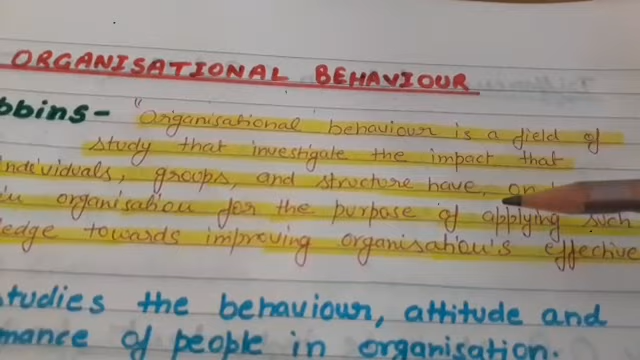 ORGANISATIONAL BEHAVIOUR
bbins- "Organisational behaviour is a field of
study that investigate the impact that
individuals, groups, and structure have, on
organisation for the purpose of applying such
ledge towards improving organisation's effective
tudies the behaviour, attitude and
mance of people in organisation.